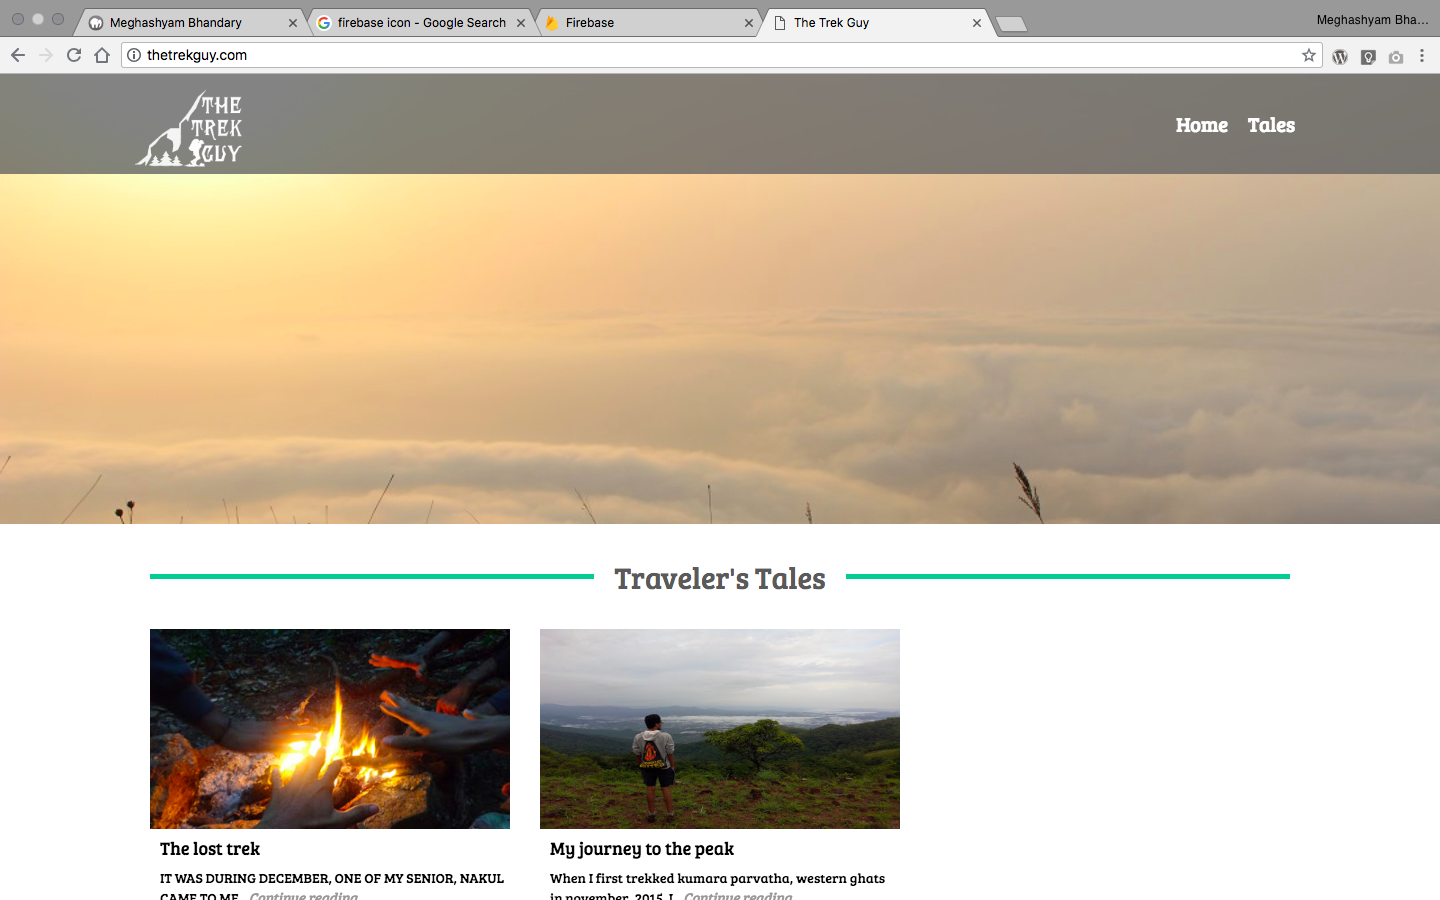 Meghashyam Bhandary
firebase icon - Google Search
Firebase
The Trek Guy
Meghashyam Bha...
thetrekguy.com
THE
TREK
GUY
Home
Tales
Traveler's Tales
The lost trek
IT WAS DURING DECEMBER, ONE OF MY SENIOR, NAKUL
CAME TO ME... Continue reading
My journey to the peak
When I first trekked kumara parvatha, western ghats
in november, 2015, I... Continue reading